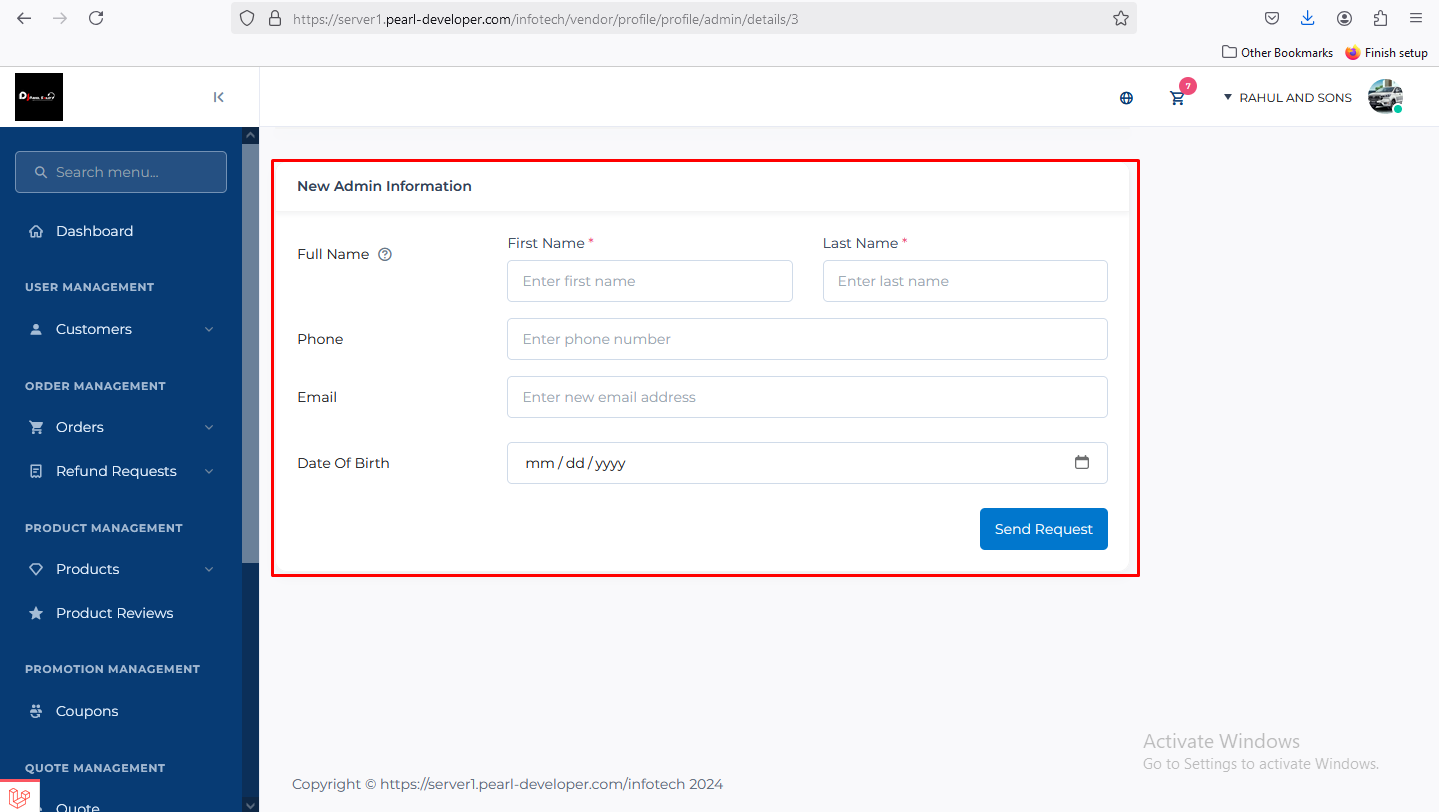 https://server1.pearl-developer.com/infotech/vendor/profile/profile/admin/details/3
Other Bookmarks
Finish setup
7
RAHUL AND SONS
Search menu...
Dashboard
USER MANAGEMENT
Customers
ORDER MANAGEMENT
Orders
Refund Requests
PRODUCT MANAGEMENT
Products
Product Reviews
PROMOTION MANAGEMENT
Coupons
QUOTE MANAGEMENT
Quote
New Admin Information
Full Name
First Name *
Last Name *
Enter first name
Enter last name
Phone
Enter phone number
Email
Enter new email address
Date Of Birth
mm / dd / yyyy
Send Request
Activate Windows
Go to Settings to activate Windows.
Copyright © https://server1.pearl-developer.com/infotech 2024